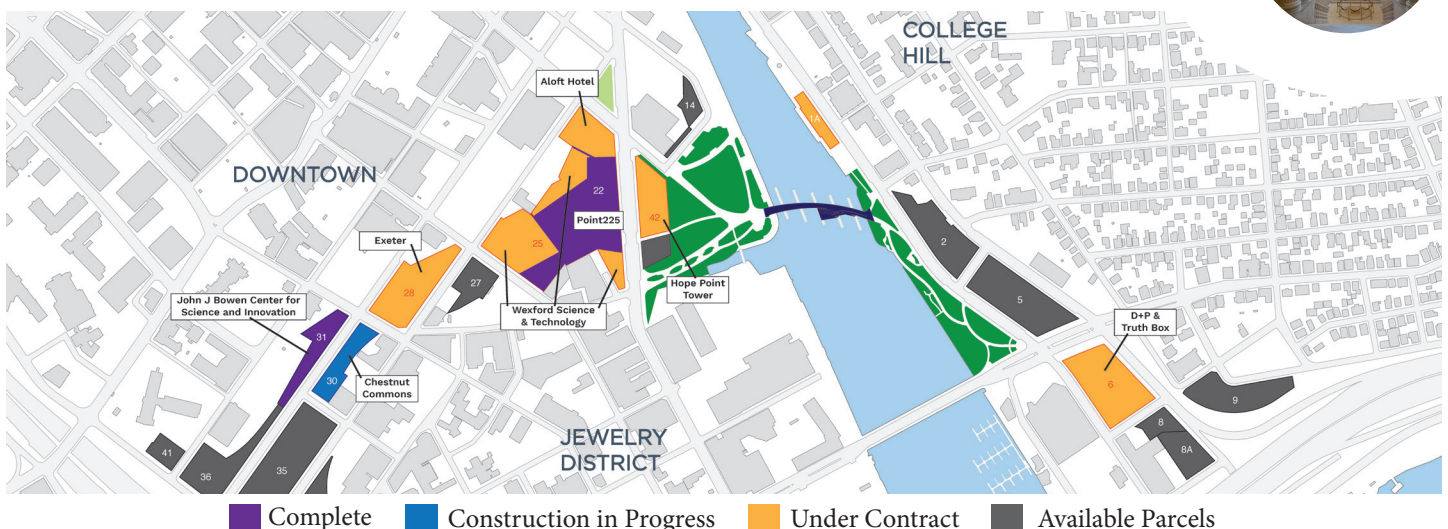 COLLEGE
HILL
Aloft Hotel
14
1A
DOWNTOWN
22
Point225
42
2
Exeter
25
Hope Point
Tower
5
28
27
Wexford Science
& Technology
D+P &
Truth Box
John J Bowen Center for
Science and Innovation
31
30
Chestnut
Commons
6
9
8
8A
JEWELRY
DISTRICT
41
36
35
Complete
Construction in Progress
Under Contract
Available Parcels